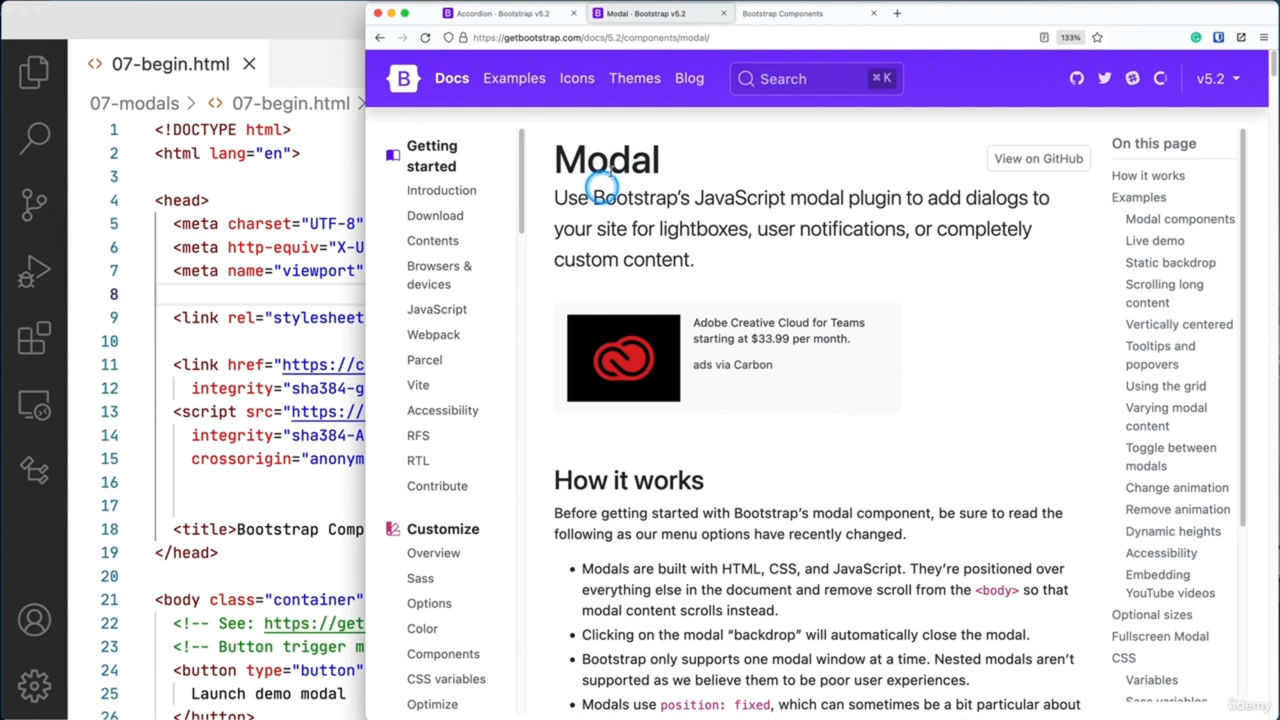 07-begin.html
07-modals > 07-begin.html >
1 <!DOCTYPE html>
2 <html lang="en">
3
4 <head>
5 <meta charset="UTF-8"
6 <meta http-equiv="X-U
7 <meta name="viewport"
8
9 <link rel="stylesheet
10
11 <link href="https://c
12 integrity="sha384-g
13 <script src="https://
14 integrity="sha384-A
15 crossorigin="anonym
16
17
18 <title>Bootstrap Comp
19 </head>
20
21 <body class="container"
22 <!-- See: https://get
23 <!-- Button trigger m
24 <button type="button"
25 Launch demo modal
26 </button>
Accordion · Bootstrap v5.2
Modal · Bootstrap v5.2
Bootstrap Components
https://getbootstrap.com/docs/5.2/components/modal/
133%
B Docs Examples Icons Themes Blog
Search ⌘ K
v5.2
Getting
started
Introduction
Download
Contents
Browsers &
devices
JavaScript
Webpack
Parcel
Vite
Accessibility
RFS
RTL
Contribute
Customize
Overview
Sass
Options
Color
Components
CSS variables
Optimize
Modal
View on GitHub
Use Bootstrap's JavaScript modal plugin to add dialogs to
your site for lightboxes, user notifications, or completely
custom content.
Adobe Creative Cloud for Teams
starting at $33.99 per month.
ads via Carbon
How it works
Before getting started with Bootstrap's modal component, be sure to read the
following as our menu options have recently changed.
• Modals are built with HTML, CSS, and JavaScript. They're positioned over
everything else in the document and remove scroll from the <body> so that
modal content scrolls instead.
• Clicking on the modal “backdrop” will automatically close the modal.
• Bootstrap only supports one modal window at a time. Nested modals aren't
supported as we believe them to be poor user experiences.
• Modals use position: fixed, which can sometimes be a bit particular about
On this page
How it works
Examples
Modal components
Live demo
Static backdrop
Scrolling long
content
Vertically centered
Tooltips and
popovers
Using the grid
Varying modal
content
Toggle between
modals
Change animation
Remove animation
Dynamic heights
Accessibility
Embedding
YouTube videos
Optional sizes
Fullscreen Modal
CSS
Variables
Sass variables
ûdemy